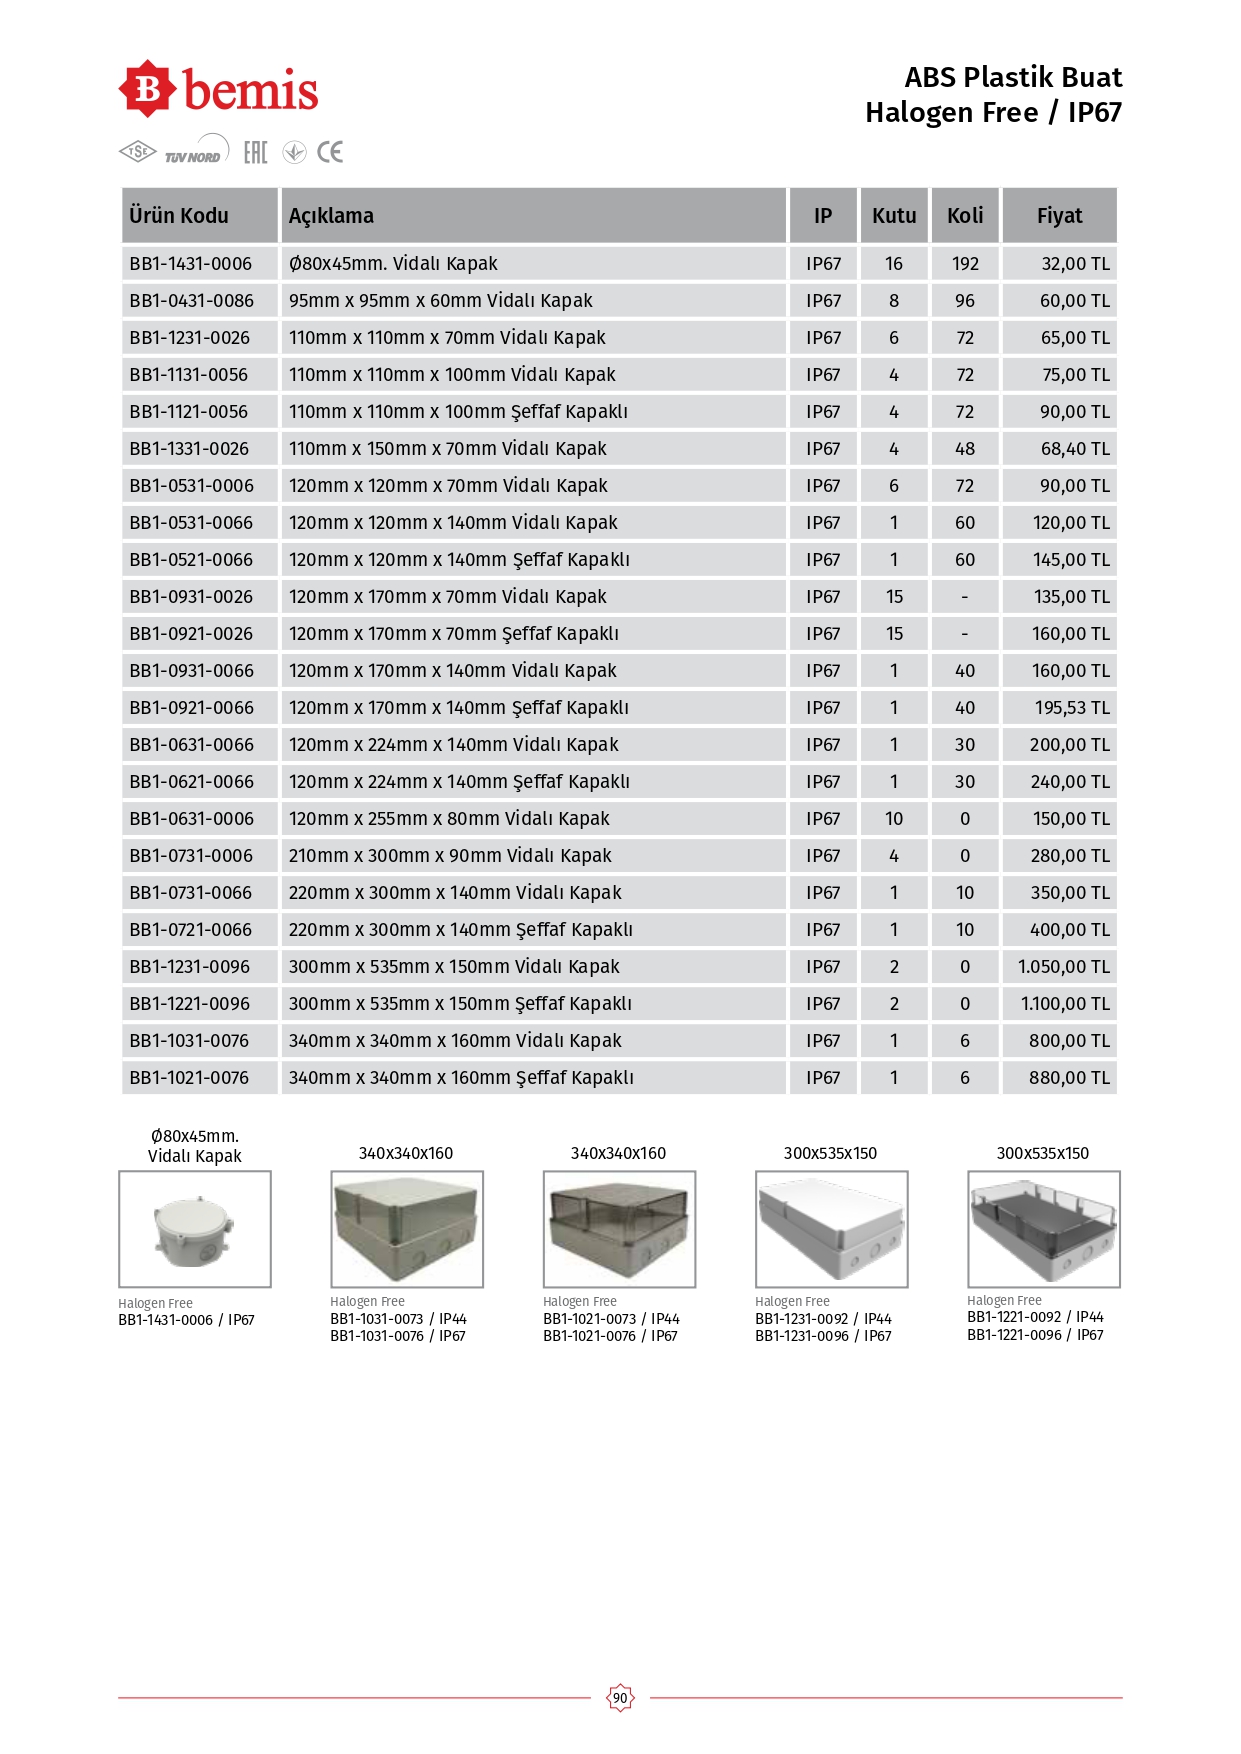 B bemis
ABS Plastik Buat
Halogen Free / IP67
TSE TÜV NORD EAC CE
Ürün Kodu Açıklama IP Kutu Koli Fiyat
BB1-1431-0006 Ø80x45mm. Vidalı Kapak IP67 16 192 32,00 TL
BB1-0431-0086 95mm x 95mm x 60mm Vidalı Kapak IP67 8 96 60,00 TL
BB1-1231-0026 110mm x 110mm x 70mm Vidalı Kapak IP67 6 72 65,00 TL
BB1-1131-0056 110mm x 110mm x 100mm Vidalı Kapak IP67 4 72 75,00 TL
BB1-1121-0056 110mm x 110mm x 100mm Şeffaf Kapaklı IP67 4 72 90,00 TL
BB1-1331-0026 110mm x 150mm x 70mm Vidalı Kapak IP67 4 48 68,40 TL
BB1-0531-0006 120mm x 120mm x 70mm Vidalı Kapak IP67 6 72 90,00 TL
BB1-0531-0066 120mm x 120mm x 140mm Vidalı Kapak IP67 1 60 120,00 TL
BB1-0521-0066 120mm x 120mm x 140mm Şeffaf Kapaklı IP67 1 60 145,00 TL
BB1-0931-0026 120mm x 170mm x 70mm Vidalı Kapak IP67 15 - 135,00 TL
BB1-0921-0026 120mm x 170mm x 70mm Şeffaf Kapaklı IP67 15 - 160,00 TL
BB1-0931-0066 120mm x 170mm x 140mm Vidalı Kapak IP67 1 40 160,00 TL
BB1-0921-0066 120mm x 170mm x 140mm Şeffaf Kapaklı IP67 1 40 195,53 TL
BB1-0631-0066 120mm x 224mm x 140mm Vidalı Kapak IP67 1 30 200,00 TL
BB1-0621-0066 120mm x 224mm x 140mm Şeffaf Kapaklı IP67 1 30 240,00 TL
BB1-0631-0006 120mm x 255mm x 80mm Vidalı Kapak IP67 10 0 150,00 TL
BB1-0731-0006 210mm x 300mm x 90mm Vidalı Kapak IP67 4 0 280,00 TL
BB1-0731-0066 220mm x 300mm x 140mm Vidalı Kapak IP67 1 10 350,00 TL
BB1-0721-0066 220mm x 300mm x 140mm Şeffaf Kapaklı IP67 1 10 400,00 TL
BB1-1231-0096 300mm x 535mm x 150mm Vidalı Kapak IP67 2 0 1.050,00 TL
BB1-1221-0096 300mm x 535mm x 150mm Şeffaf Kapaklı IP67 2 0 1.100,00 TL
BB1-1031-0076 340mm x 340mm x 160mm Vidalı Kapak IP67 1 6 800,00 TL
BB1-1021-0076 340mm x 340mm x 160mm Şeffaf Kapaklı IP67 1 6 880,00 TL
Ø80x45mm.
Vidalı Kapak
Halogen Free
BB1-1431-0006 / IP67
340x340x160
Halogen Free
BB1-1031-0073 / IP44
BB1-1031-0076 / IP67
340x340x160
Halogen Free
BB1-1021-0073 / IP44
BB1-1021-0076 / IP67
300x535x150
Halogen Free
BB1-1231-0092 / IP44
BB1-1231-0096 / IP67
300x535x150
Halogen Free
BB1-1221-0092 / IP44
BB1-1221-0096 / IP67
90